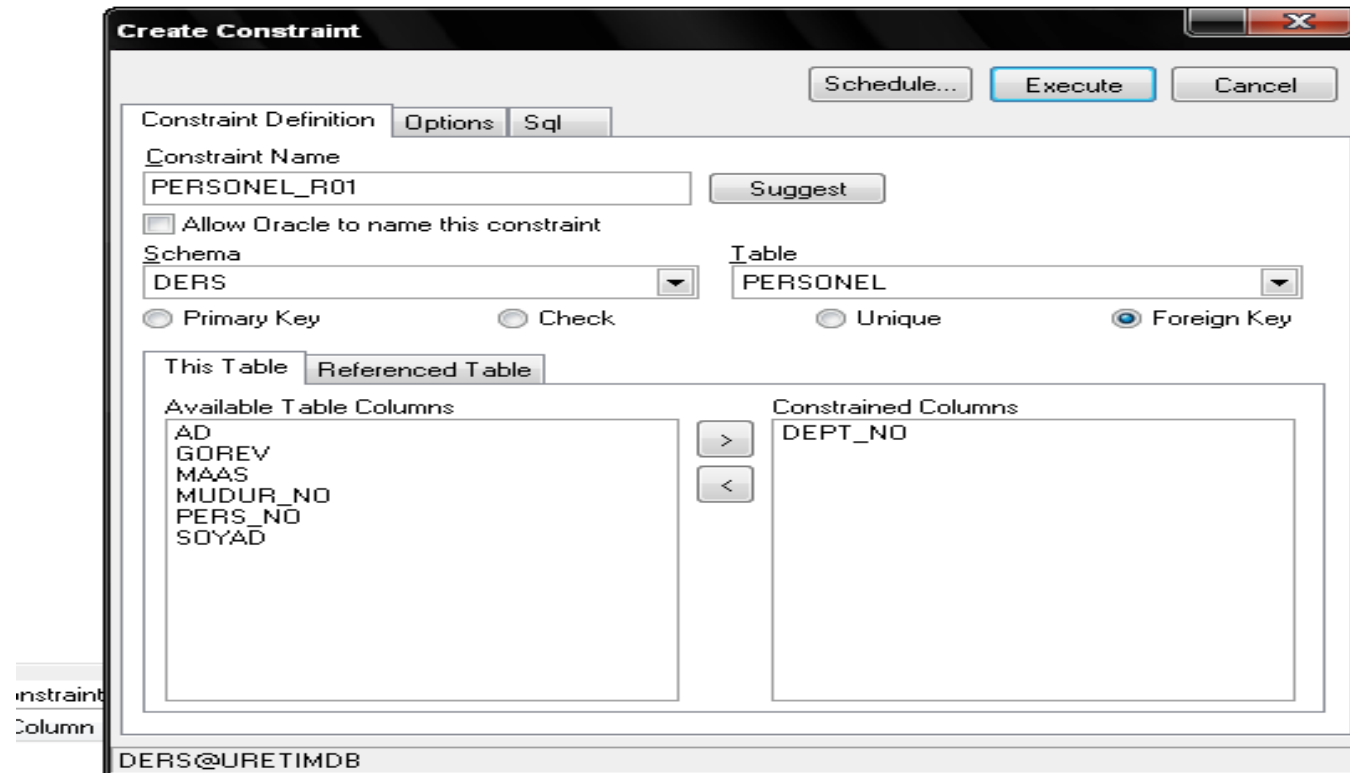 Create Constraint
Schedule... Execute Cancel
Constraint Definition Options Sql
Constraint Name
PERSONEL_R01 Suggest
Allow Oracle to name this constraint
Schema Table
DERS PERSONEL
Primary Key Check Unique Foreign Key
This Table Referenced Table
Available Table Columns Constrained Columns
AD > DEPT_NO
GOREV
MAAS
MUDUR_NO <
PERS_NO
SOYAD
onstraint
Column
DERS@URETIMDB